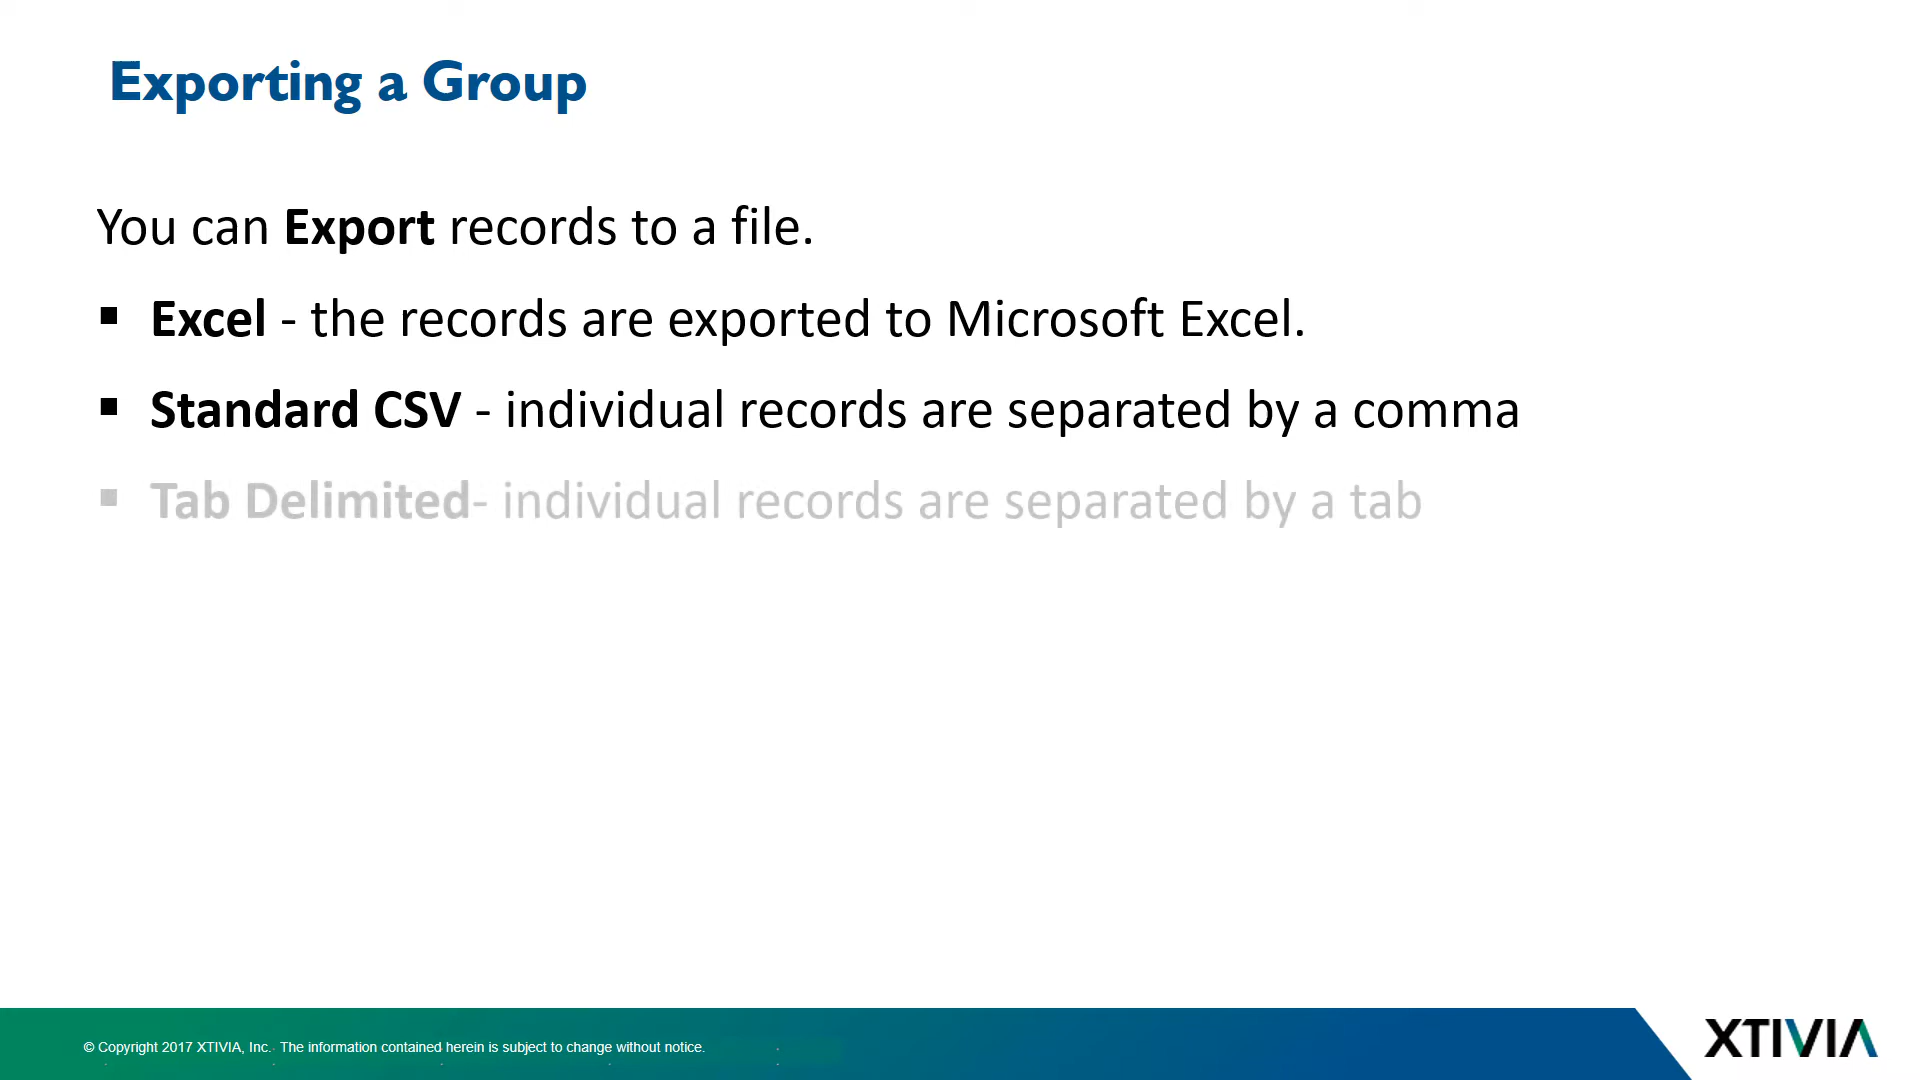 Exporting a Group
You can Export records to a file.
▪ Excel - the records are exported to Microsoft Excel.
▪ Standard CSV - individual records are separated by a comma
▪ Tab Delimited- individual records are separated by a tab
© Copyright 2017 XTIVIA, Inc. The information contained herein is subject to change without notice.
XTIVIA